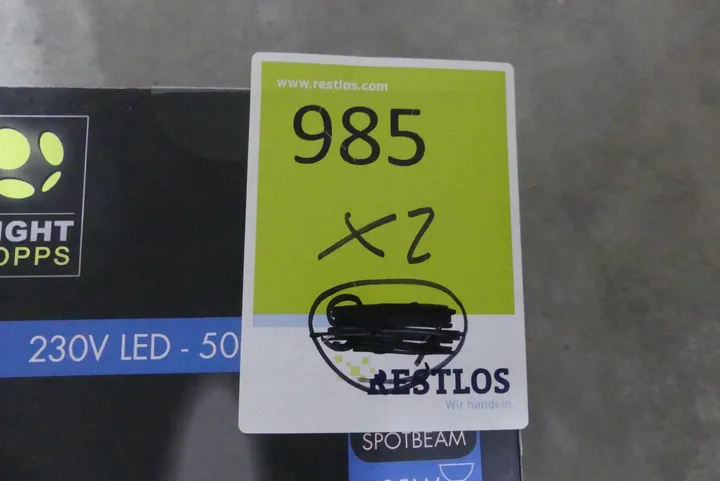 www.restlos.com
985
X2
RESTLOS
Wir handeln.
IGHT
OPPS
230V LED - 50
SPOTBEAM